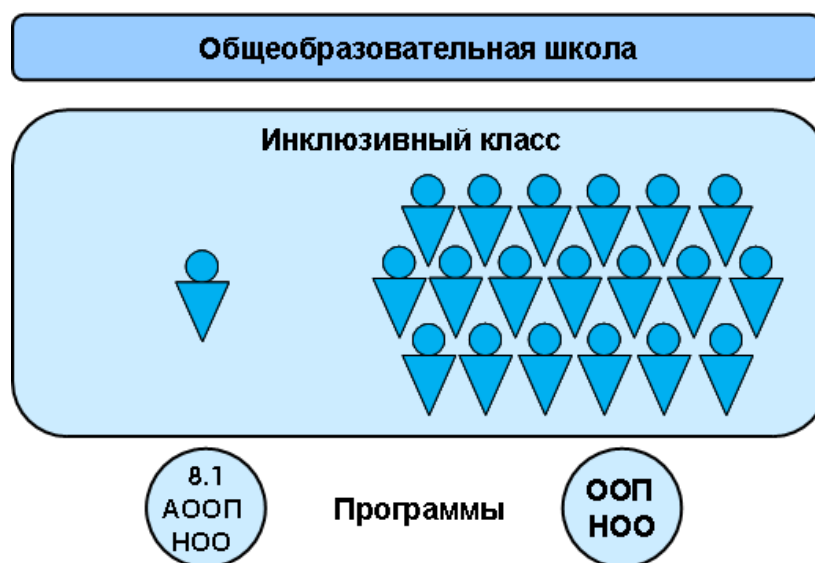 Общеобразовательная школа
Инклюзивный класс
8.1
АООП
НОО
Программы
ООП
НОО